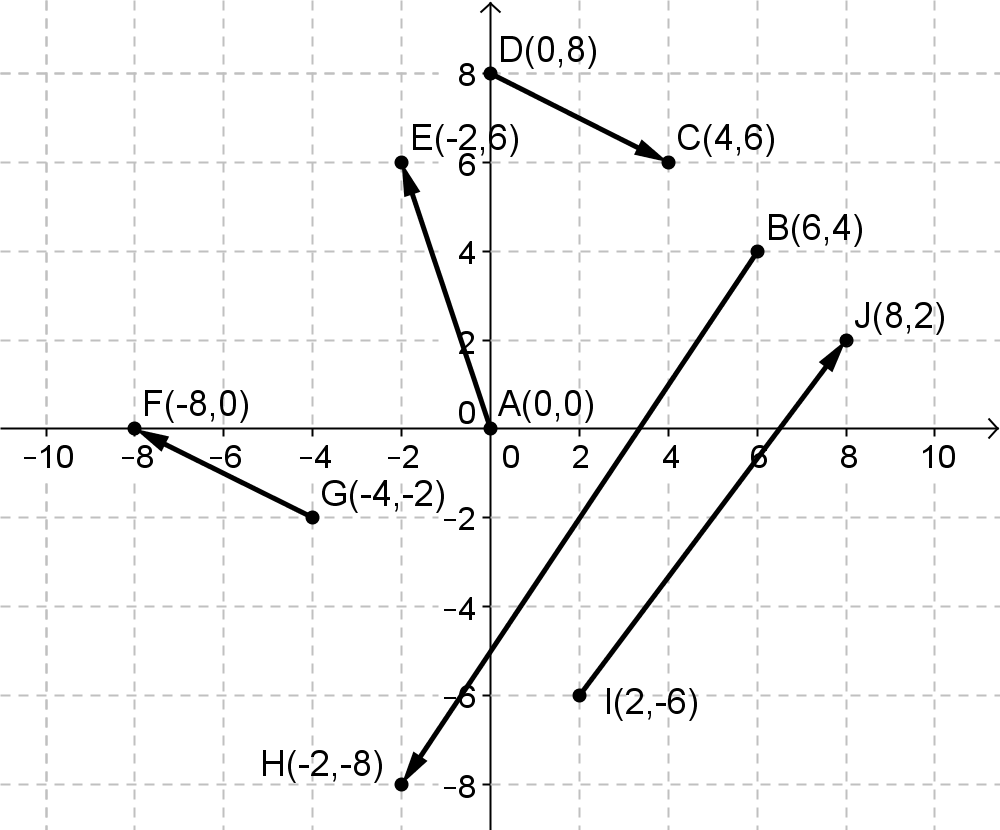 D(0,8)
8
E(-2,6)
C(4,6)
6
B(6,4)
4
J(8,2)
2
F(-8,0)
0
A(0,0)
−10
−8
−6
−4
−2
0
2
4
6
8
10
G(-4,-2)
−2
−4
−6
I(2,-6)
H(-2,-8)
−8